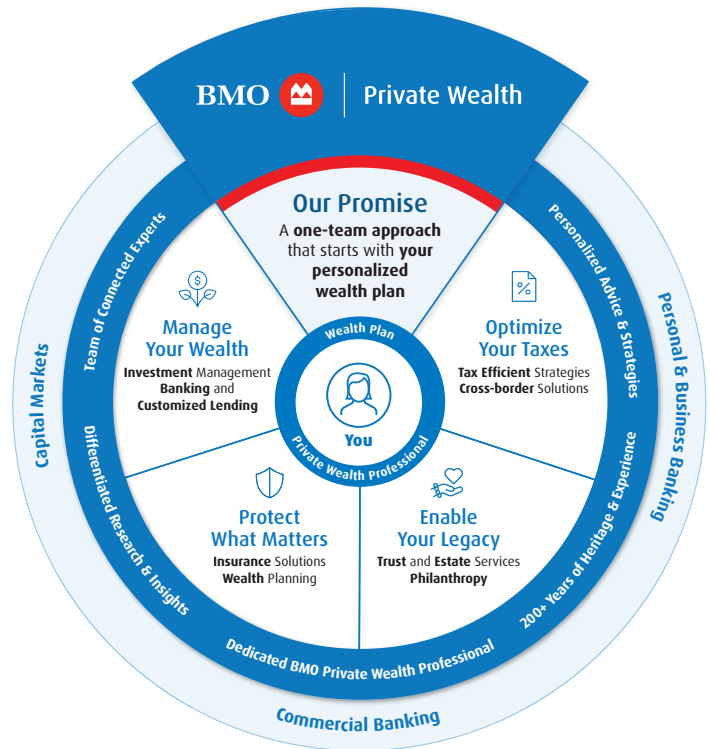 BMO | Private Wealth
Our Promise
A one-team approach
that starts with your
personalized
wealth plan
Team of Connected Experts
Personalized Advice & Strategies
Manage
Your Wealth
Investment Management
Banking and
Customized Lending
$
Optimize
Your Taxes
Tax Efficient Strategies
Cross-border Solutions
%
Wealth Plan
You
Private Wealth Professional
Capital Markets
Personal & Business Banking
Protect
What Matters
Insurance Solutions
Wealth Planning
Enable
Your Legacy
Trust and Estate Services
Philanthropy
Differentiated Research & Insights
200+ Years of Heritage & Experience
Dedicated BMO Private Wealth Professional
Commercial Banking